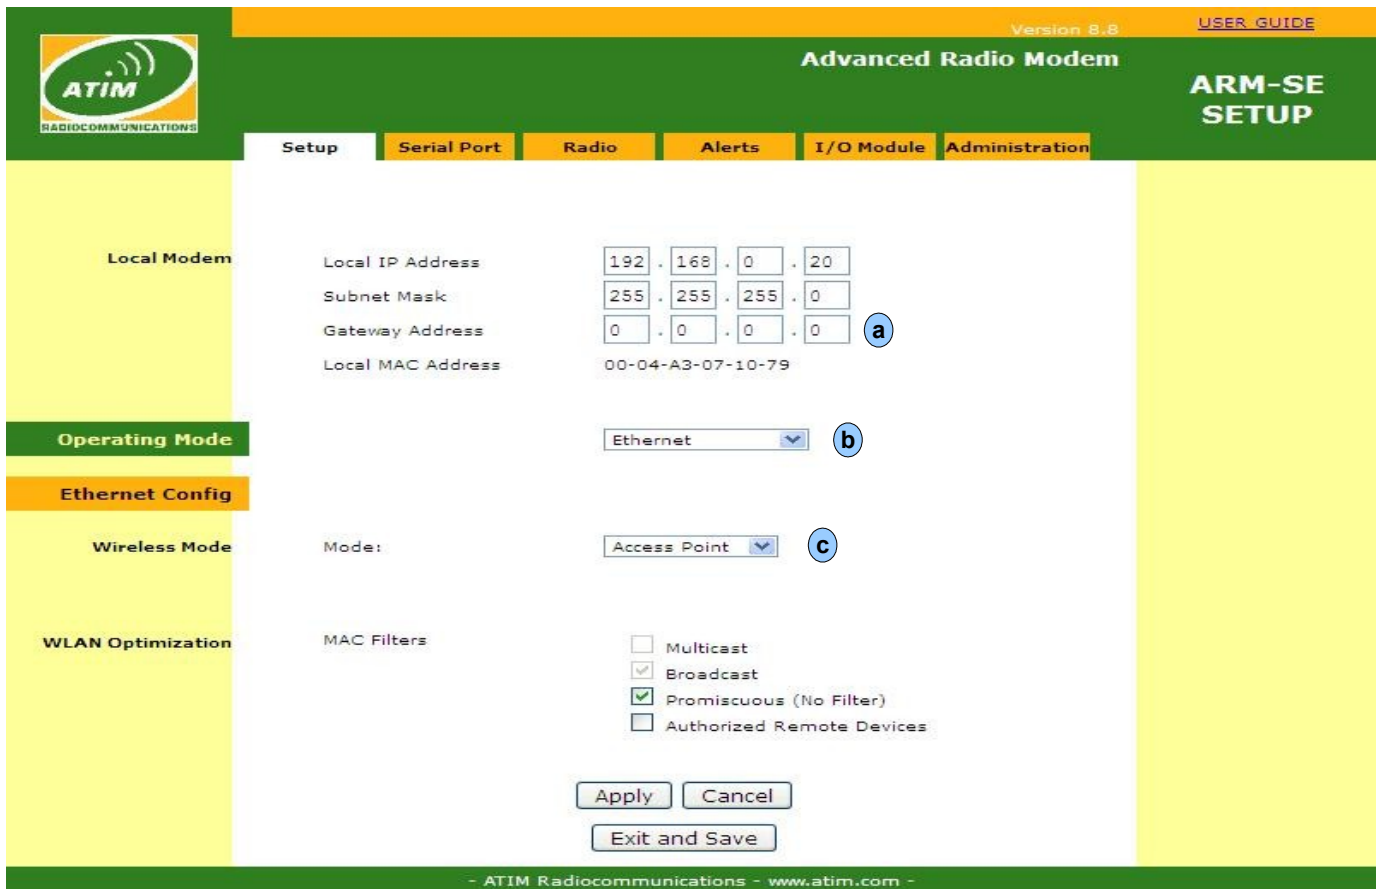 Version 8.8
USER GUIDE
ATIM
RADIOCOMMUNICATIONS
Advanced Radio Modem
ARM-SE
SETUP
Setup Serial Port Radio Alerts I/O Module Administration
Local Modem
Local IP Address 192 . 168 . 0 . 20
Subnet Mask 255 . 255 . 255 . 0
Gateway Address 0 . 0 . 0 . 0 a
Local MAC Address 00-04-A3-07-10-79
Operating Mode Ethernet b
Ethernet Config
Wireless Mode Mode: Access Point c
WLAN Optimization MAC Filters
Multicast
Broadcast
Promiscuous (No Filter)
Authorized Remote Devices
Apply Cancel
Exit and Save
- ATIM Radiocommunications - www.atim.com -